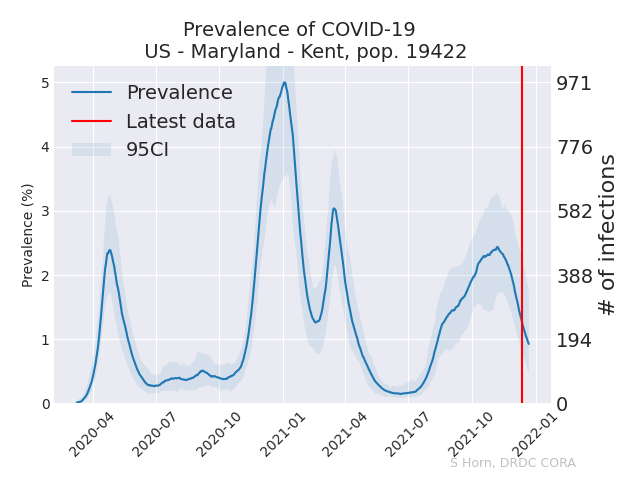 Prevalence of COVID-19
US - Maryland - Kent, pop. 19422
Prevalence
Latest data
95CI
Prevalence (%)
5
4
3
2
1
0
971
776
582
388
194
0
# of infections
2020-04
2020-07
2020-10
2021-01
2021-04
2021-07
2021-10
2022-01
S Horn, DRDC CORA